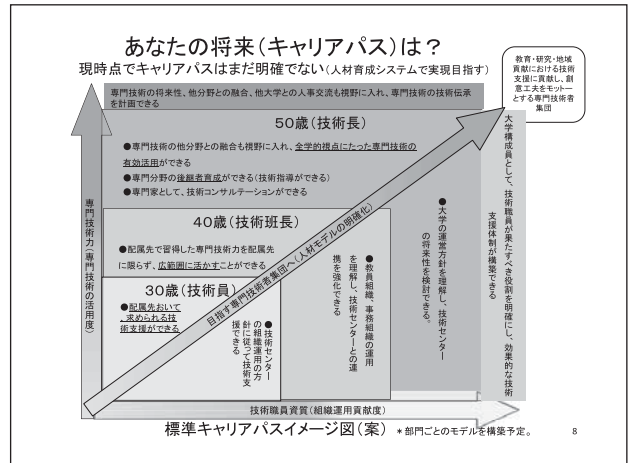 あなたの将来(キャリアパス)は？
現時点でキャリアパスはまだ明確でない(人材育成システムで実現目指す)
教育・研究・地域
貢献における技術
支援に貢献し、創
意工夫をモットー
とする専門技術者
集団
専門技術の将来性、他分野との融合、他大学との人事交流も視野に入れ、専門技術の技術伝承
を計画できる
50歳(技術長)
●専門技術の他分野との融合も視野に入れ、全学的視点にたった専門技術の
有効活用ができる
●専門分野の後継者育成ができる(技術指導ができる)
●専門家として、技術コンサルテーションができる
40歳(技術班長)
●配属先で習得した専門技術力を配属先
に限らず、広範囲に活かすことができる
30歳(技術員)
●配属先おいて
、求められる技
術支援ができる
●技術センター
の組織運用の方
針に従って技術支
援できる
●教員組織、事務組織の運用
を理解し、技術センターとの連
携を強化できる
●大学の運営方針を理解し、技術センター
の将来性を検討できる。
大学構成員として、技術職員が果たすべき役割を明確にし、効果的な技術
支援体制が構築できる
目指す専門技術者集団へ(人材モデルの明確化)
専門技術力(専門技術の活用度)
技術職員資質(組織運用貢献度)
標準キャリアパスイメージ図(案) ＊部門ごとのモデルを構築予定。
8